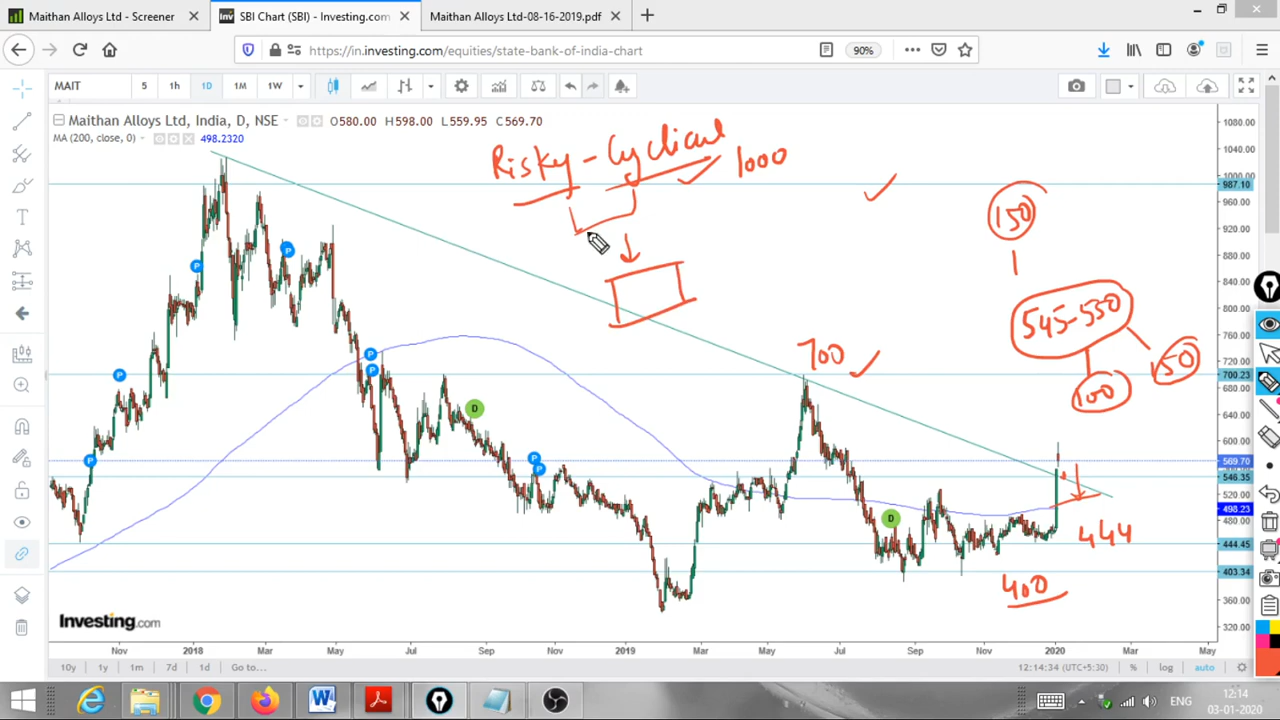 Maithan Alloys Ltd - Screener
SBI Chart (SBI) - Investing.com
Maithan Alloys Ltd-08-16-2019.pdf
https://in.investing.com/equities/state-bank-of-india-chart
90%
MAIT 5 1h 1D 1M 1W
Maithan Alloys Ltd, India, D, NSE O580.00 H598.00 L559.95 C569.70
MA (200, close, 0) 498.2320
Risky - Cyclical 1000
150
545-550
50
100
700
444
400
P
P
P
P
P
P
P
P
D
D
1080.00
1040.00
1000.00
987.10
960.00
920.00
880.00
840.00
800.00
760.00
720.00
700.23
680.00
640.00
600.00
569.70
546.35
520.00
498.23
480.00
444.45
403.34
360.00
320.00
Investing.com
Nov 2018 Mar May Jul Sep Nov 2019 Mar May Jul Sep Nov 2020 Mar May
10y 1y 1m 7d 1d Go to... 12:14:34 (UTC+5:30) % log auto
ENG
12:14
03-01-2020